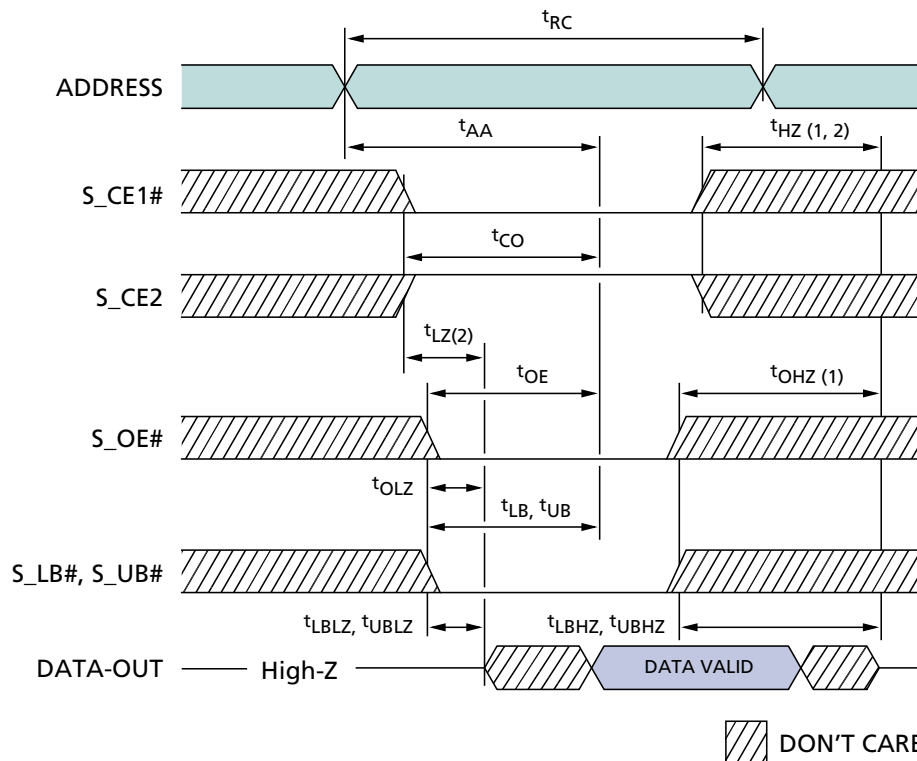 tRC
ADDRESS
tAA
tHZ (1, 2)
S_CE1#
tCO
S_CE2
tLZ(2)
tOE
tOHZ (1)
S_OE#
tOLZ
tLB, tUB
S_LB#, S_UB#
tLBLZ, tUBLZ
tLBHZ, tUBHZ
DATA-OUT
High-Z
DATA VALID
DON'T CARE